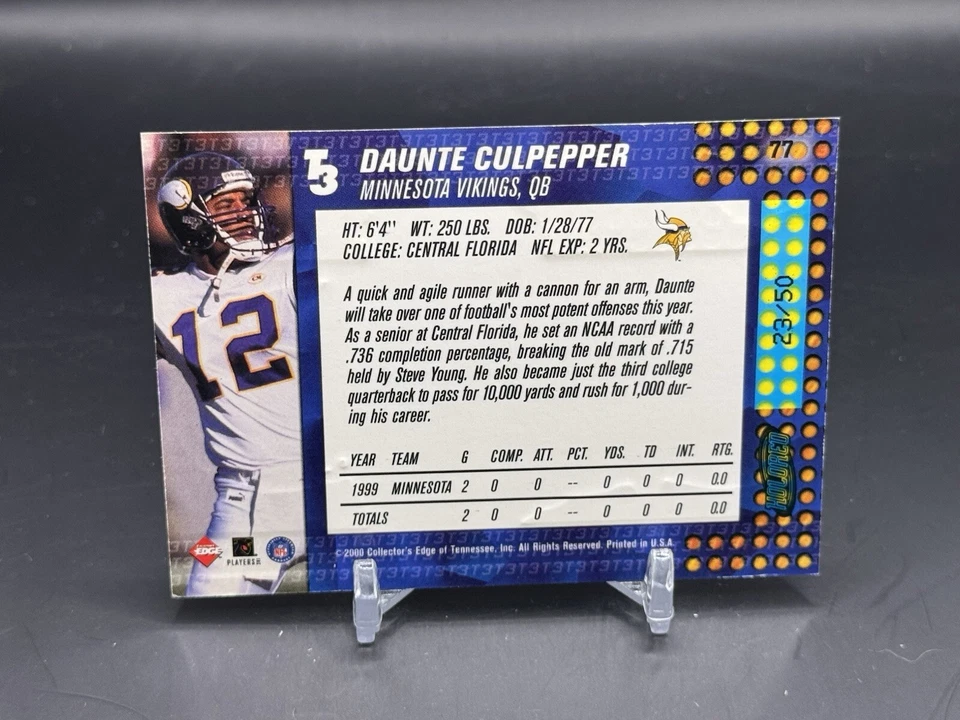 T3
DAUNTE CULPEPPER
MINNESOTA VIKINGS, QB
77
HT: 6'4" WT: 250 LBS. DOB: 1/28/77
COLLEGE: CENTRAL FLORIDA NFL EXP: 2 YRS.
A quick and agile runner with a cannon for an arm, Daunte
will take over one of football's most potent offenses this year.
As a senior at Central Florida, he set an NCAA record with a
.736 completion percentage, breaking the old mark of .715
held by Steve Young. He also became just the third college
quarterback to pass for 10,000 yards and rush for 1,000 dur-
ing his career.
YEAR TEAM G COMP. ATT. PCT. YDS. TD INT. RTG.
1999 MINNESOTA 2 0 0 -- 0 0 0 0.0
TOTALS 2 0 0 -- 0 0 0 0.0
© 2000 Collector's Edge of Tennessee, Inc. All Rights Reserved. Printed in U.S.A.
23/50
HOLORED
12
EDGE
PLAYERS
NFL